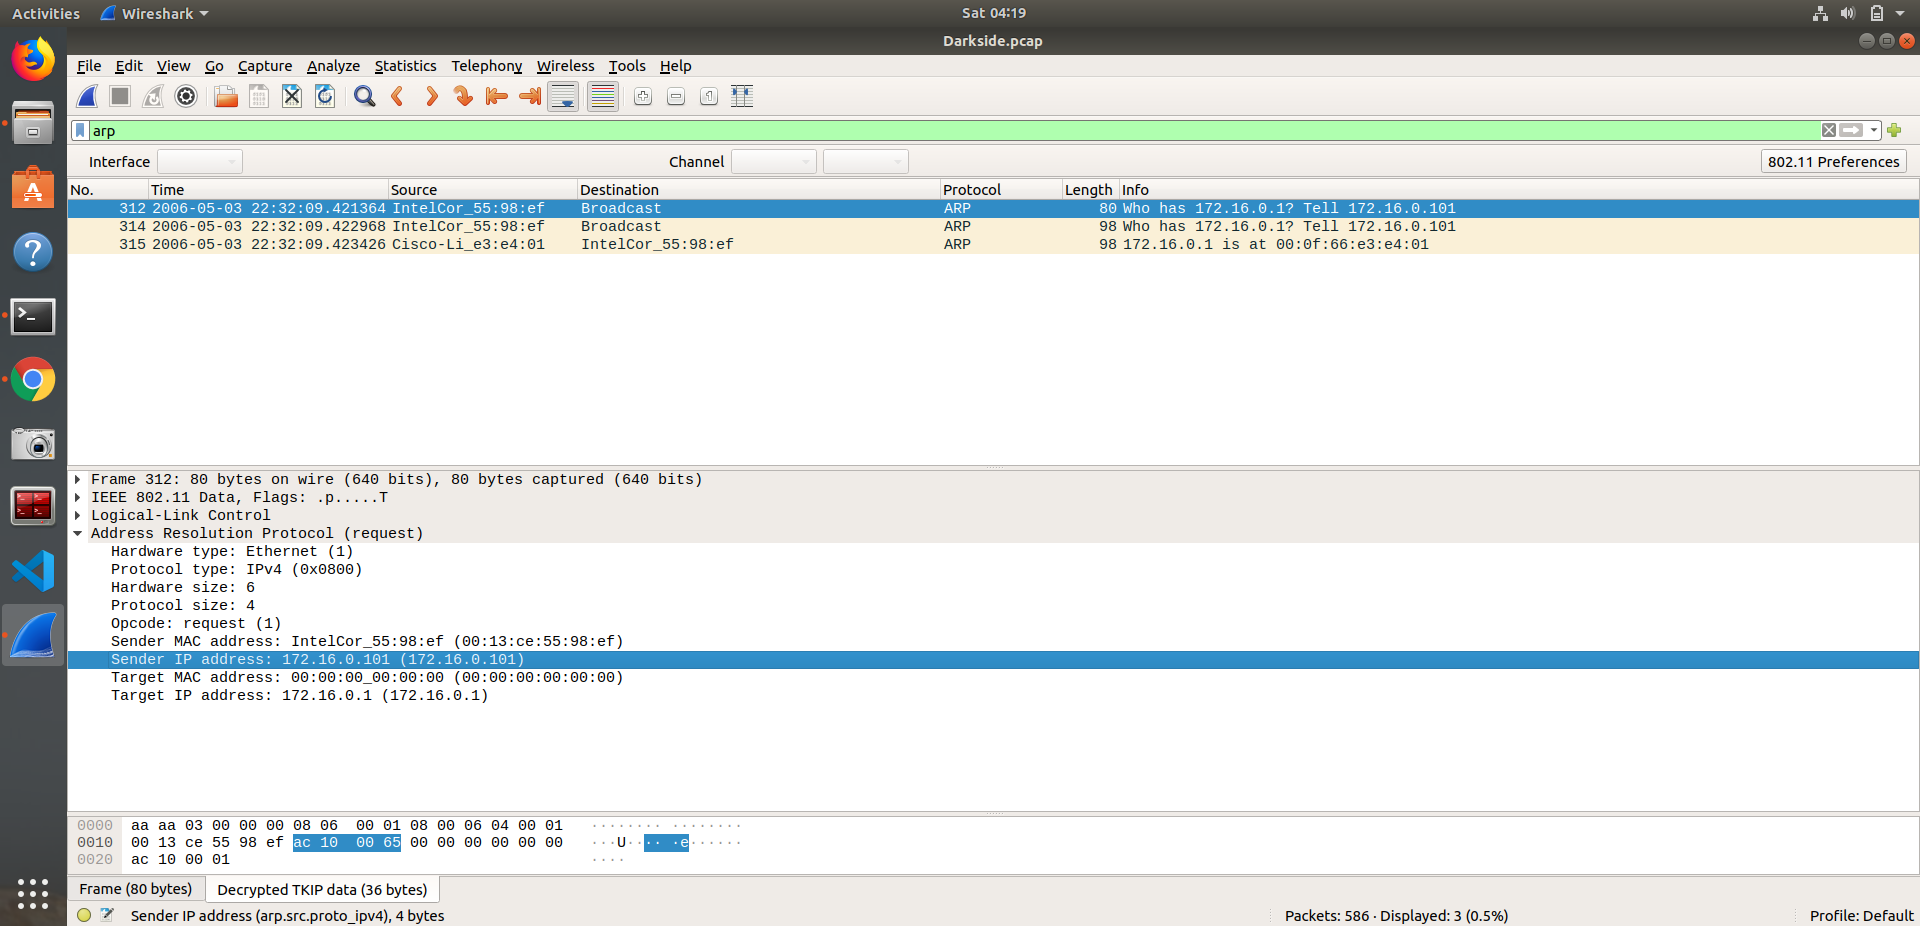 Activities Wireshark Sat 04:19
Darkside.pcap
File Edit View Go Capture Analyze Statistics Telephony Wireless Tools Help
arp
Interface Channel 802.11 Preferences
No. Time Source Destination Protocol Length Info
312 2006-05-03 22:32:09.421364 IntelCor_55:98:ef Broadcast ARP 80 Who has 172.16.0.1? Tell 172.16.0.101
314 2006-05-03 22:32:09.422968 IntelCor_55:98:ef Broadcast ARP 98 Who has 172.16.0.1? Tell 172.16.0.101
315 2006-05-03 22:32:09.423426 Cisco-Li_e3:e4:01 IntelCor_55:98:ef ARP 98 172.16.0.1 is at 00:0f:66:e3:e4:01
Frame 312: 80 bytes on wire (640 bits), 80 bytes captured (640 bits)
IEEE 802.11 Data, Flags: .p.....T
Logical-Link Control
Address Resolution Protocol (request)
Hardware type: Ethernet (1)
Protocol type: IPv4 (0x0800)
Hardware size: 6
Protocol size: 4
Opcode: request (1)
Sender MAC address: IntelCor_55:98:ef (00:13:ce:55:98:ef)
Sender IP address: 172.16.0.101 (172.16.0.101)
Target MAC address: 00:00:00_00:00:00 (00:00:00:00:00:00)
Target IP address: 172.16.0.1 (172.16.0.1)
0000 aa aa 03 00 00 00 08 06 00 01 08 00 06 04 00 01 ········ ········
0010 00 13 ce 55 98 ef ac 10 00 65 00 00 00 00 00 00 ···U···· ·e······
0020 ac 10 00 01 ····
Frame (80 bytes) Decrypted TKIP data (36 bytes)
Sender IP address (arp.src.proto_ipv4), 4 bytes Packets: 586 · Displayed: 3 (0.5%) Profile: Default